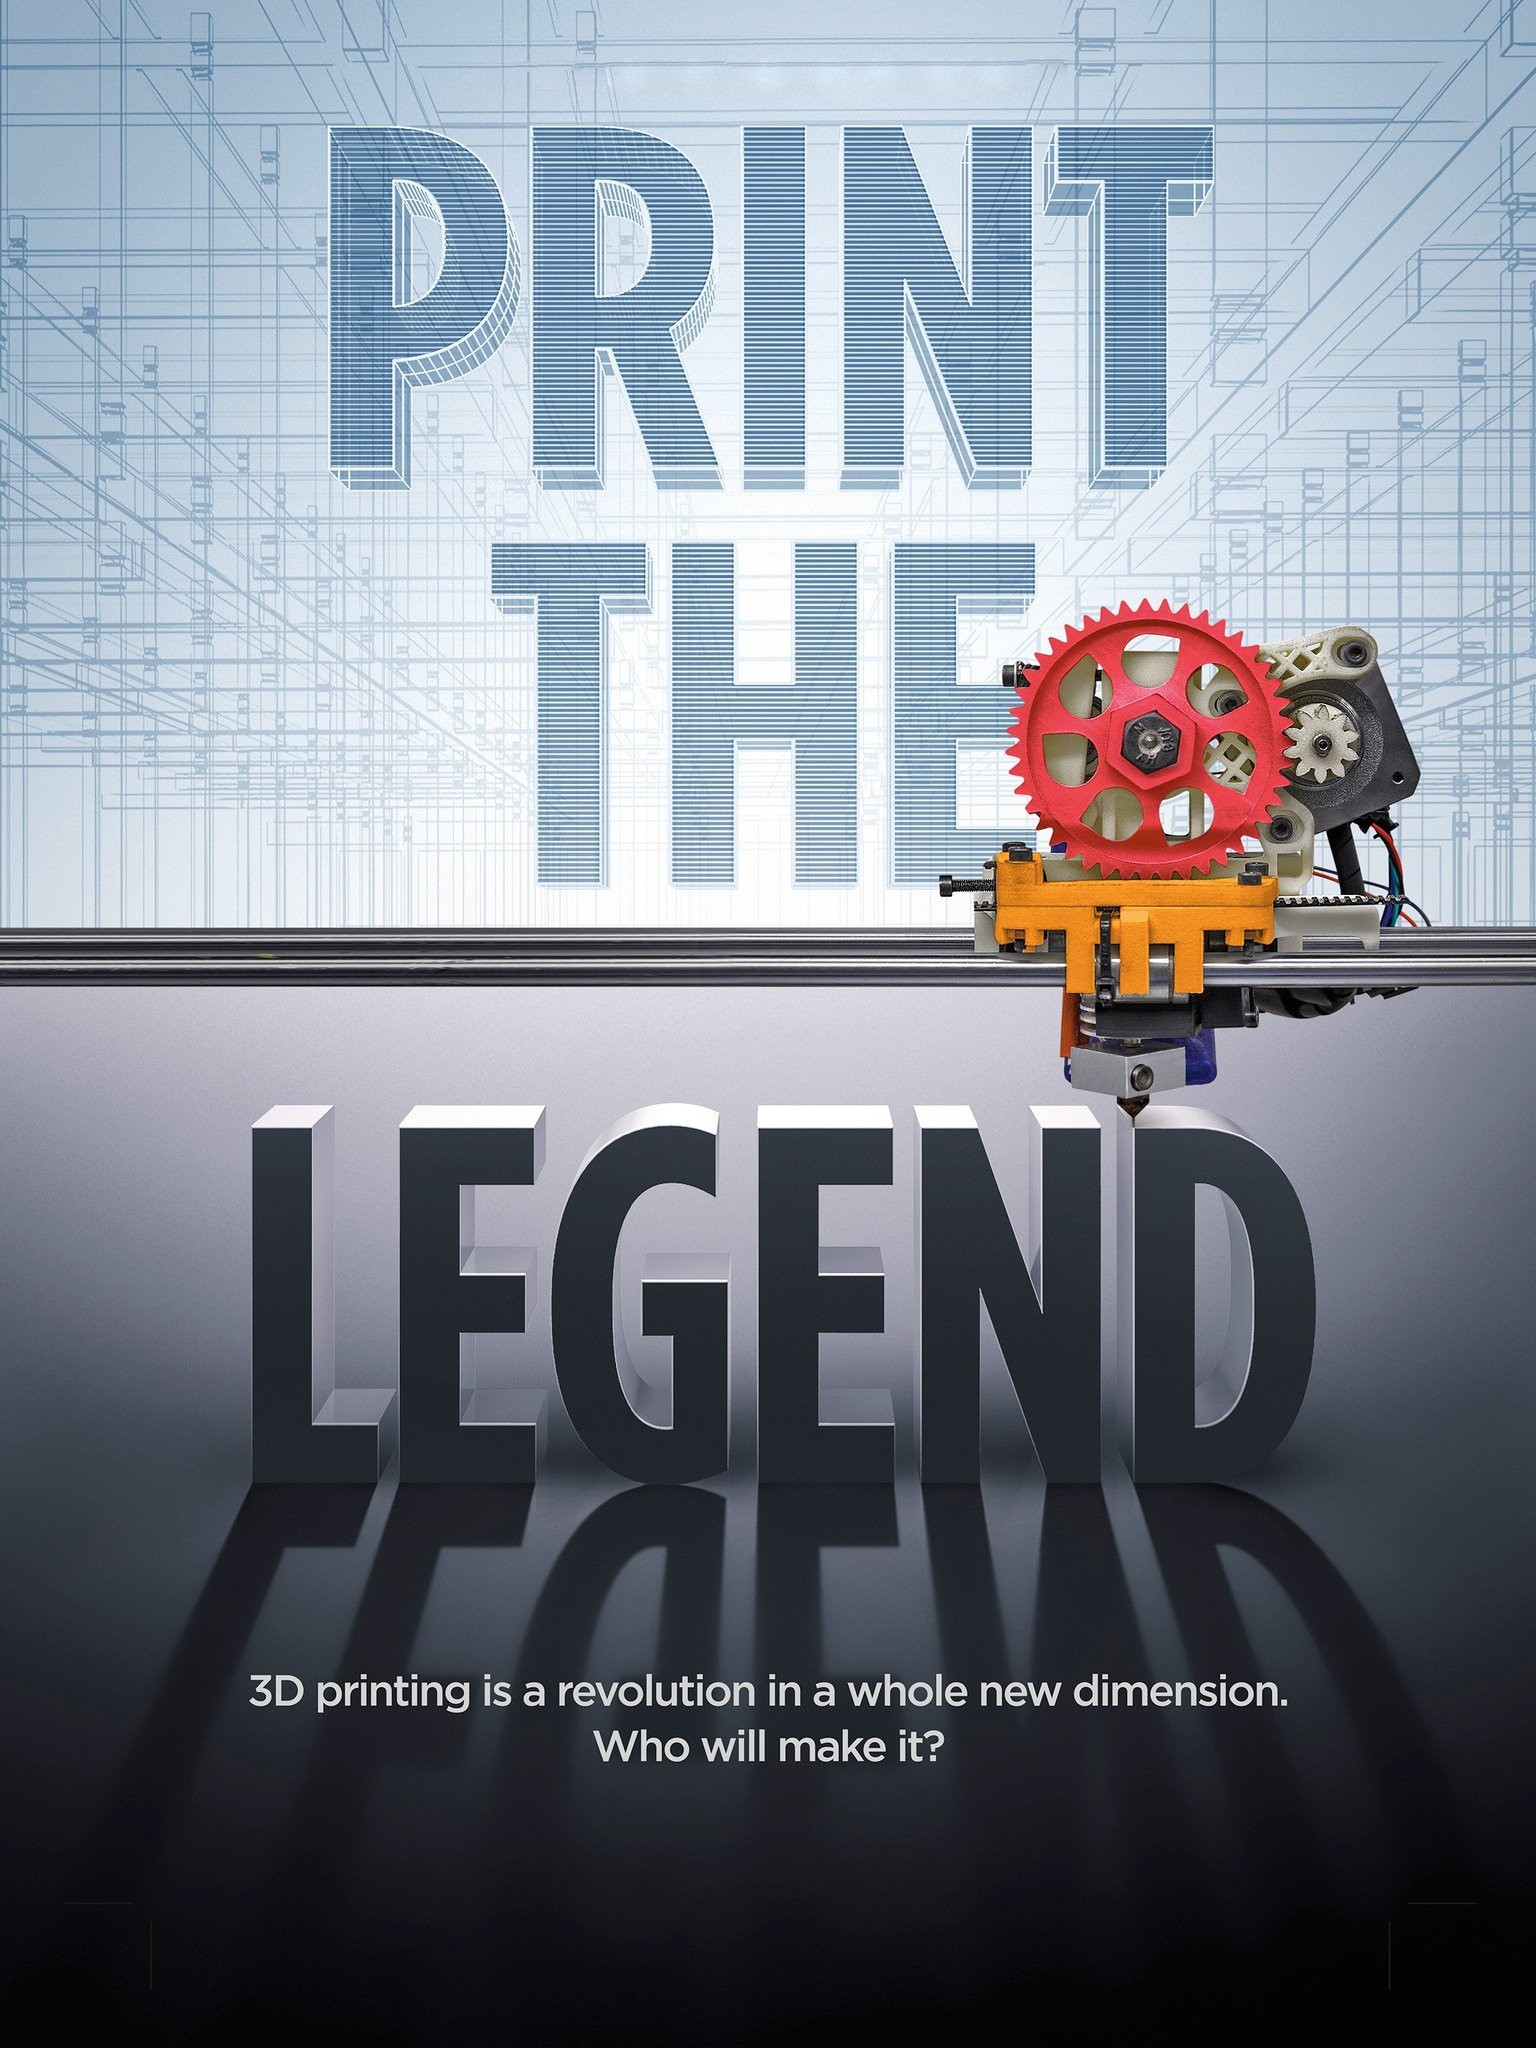 PRINT
THE
LEGEND
3D printing is a revolution in a whole new dimension.
Who will make it?